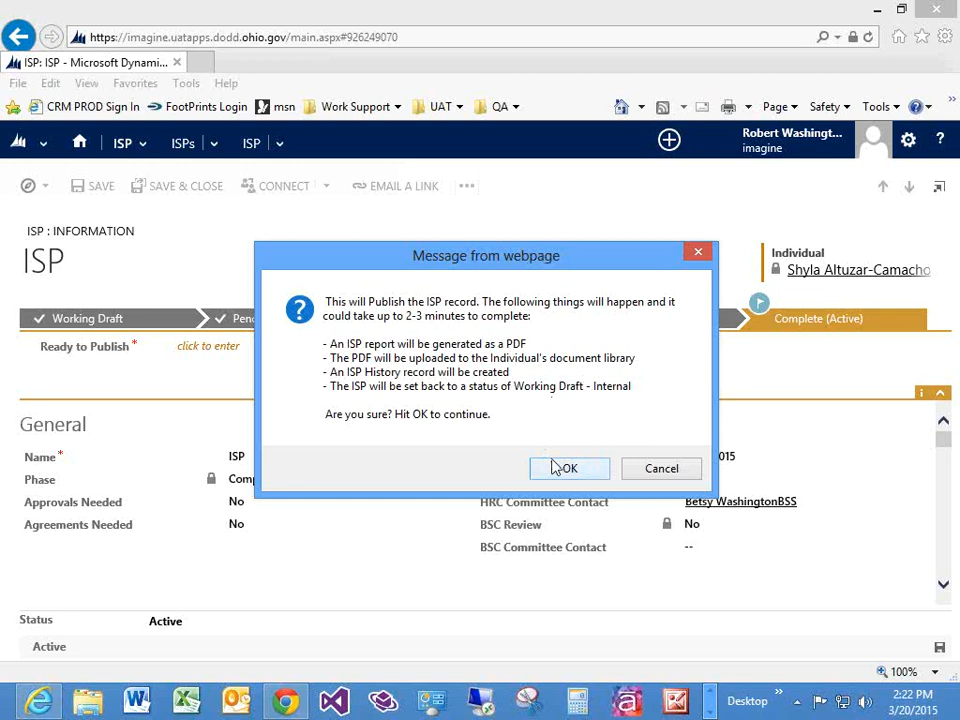 https://imagine.uatapps.dodd.ohio.gov/main.aspx#926249070
ISP: ISP - Microsoft Dynami...
File Edit View Favorites Tools Help
CRM PROD Sign In FootPrints Login msn Work Support UAT QA Page Safety Tools
ISP ISPs ISP Robert Washingt...
imagine
SAVE SAVE & CLOSE CONNECT EMAIL A LINK
ISP : INFORMATION
ISP
Individual
Shyla Altuzar-Camacho
Message from webpage
This will Publish the ISP record. The following things will happen and it
could take up to 2-3 minutes to complete:
- An ISP report will be generated as a PDF
- The PDF will be uploaded to the Individual's document library
- An ISP History record will be created
- The ISP will be set back to a status of Working Draft - Internal
Are you sure? Hit OK to continue.
OK Cancel
Working Draft Pen Complete (Active)
Ready to Publish * click to enter
General
Name * ISP 015
Phase Comp
Approvals Needed No HRC Committee Contact Betsy WashingtonBSS
Agreements Needed No BSC Review No
BSC Committee Contact --
Status Active
Active
100%
Desktop
2:22 PM
3/20/2015